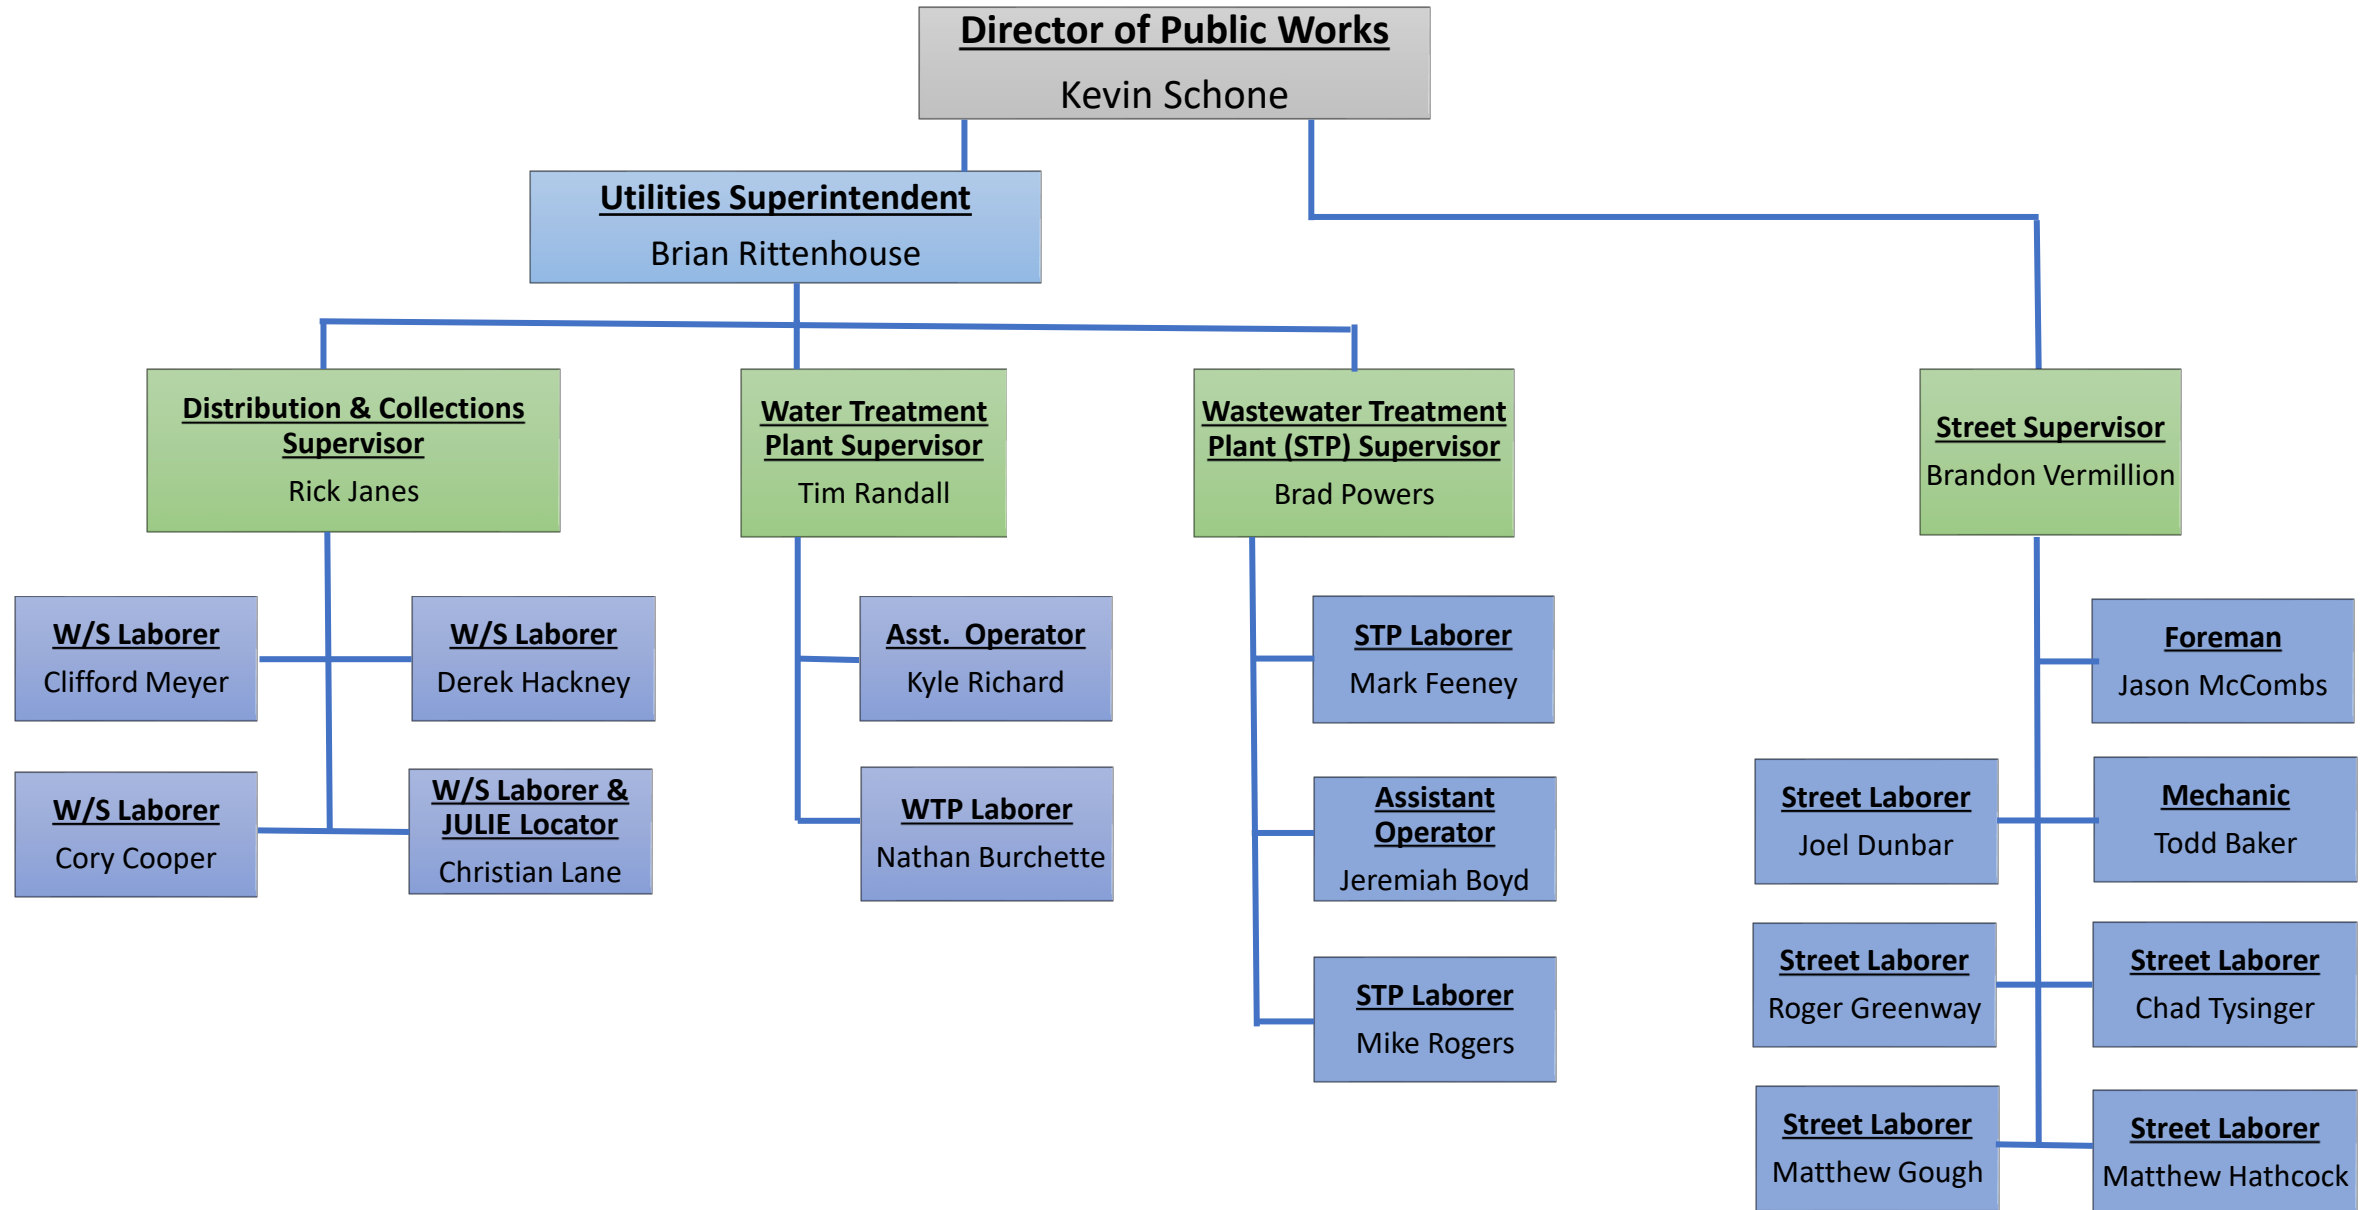 Director of Public Works
Kevin Schone
Utilities Superintendent
Brian Rittenhouse
Distribution & Collections
Supervisor
Rick Janes
Water Treatment
Plant Supervisor
Tim Randall
Wastewater Treatment
Plant (STP) Supervisor
Brad Powers
Street Supervisor
Brandon Vermillion
W/S Laborer
Clifford Meyer
W/S Laborer
Derek Hackney
Asst.  Operator
Kyle Richard
STP Laborer
Mark Feeney
Foreman
Jason McCombs
W/S Laborer
Cory Cooper
W/S Laborer &
JULIE Locator
Christian Lane
WTP Laborer
Nathan Burchette
Assistant
Operator
Jeremiah Boyd
Street Laborer
Joel Dunbar
Mechanic
Todd Baker
STP Laborer
Mike Rogers
Street Laborer
Roger Greenway
Street Laborer
Chad Tysinger
Street Laborer
Matthew Gough
Street Laborer
Matthew Hathcock